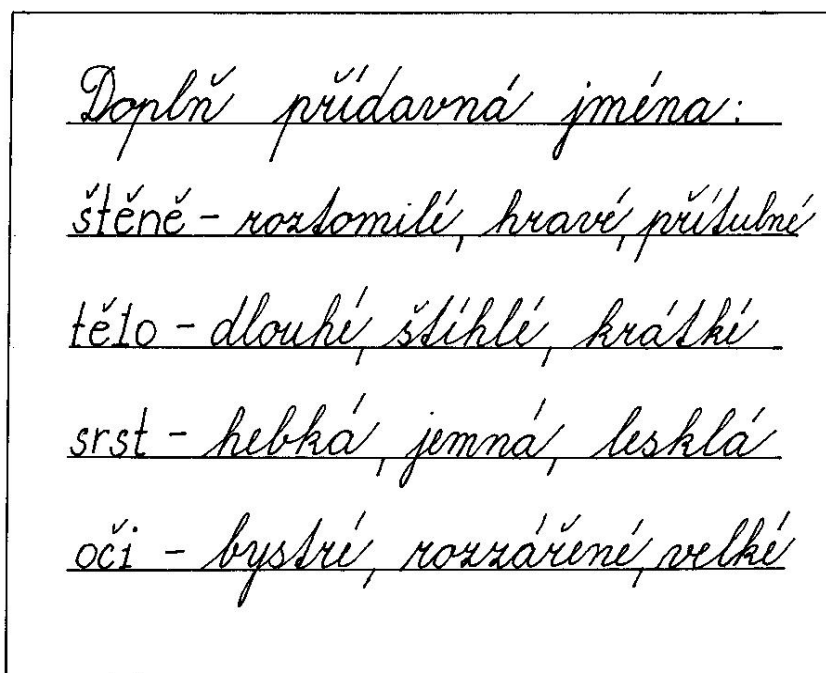 Doplň přídavná jména:
štěně - roztomilé, hravé, přítulné
tělo - dlouhé, štíhlé, krátké
srst - hebká, jemná, lesklá
oči - bystré, rozzářené, velké